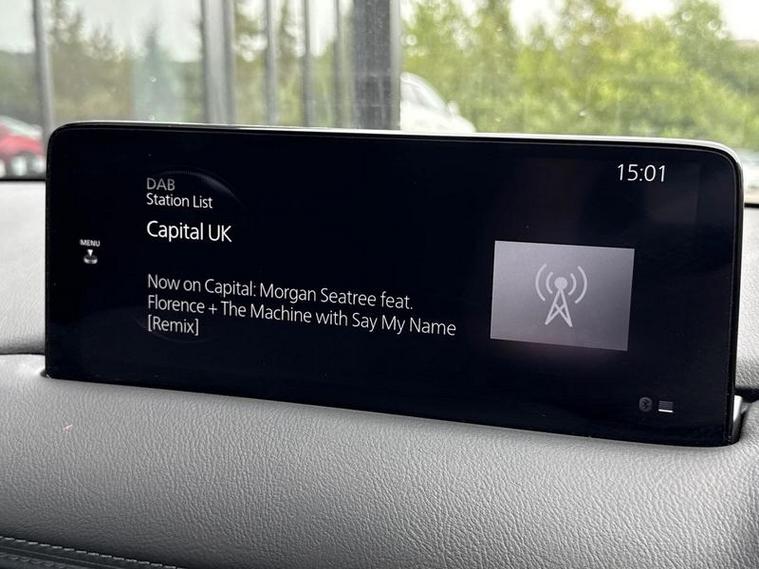 15:01
DAB
Station List
Capital UK
MENU
Now on Capital: Morgan Seatree feat.
Florence + The Machine with Say My Name
[Remix]